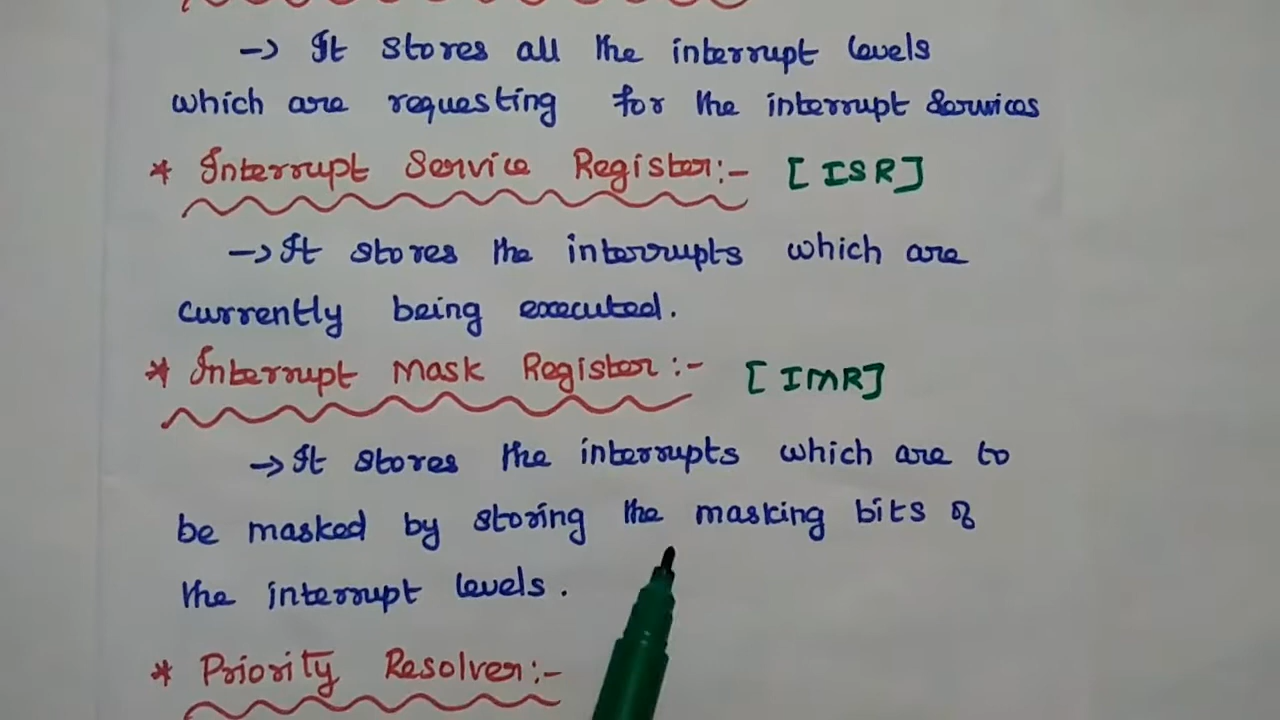 -> It stores all the interrupt levels
which are requesting for the interrupt services
* Interrupt Service Register:- [ISR]
-> It stores the interrupts which are
currently being executed.
* Interrupt Mask Register:- [IMR]
-> It stores the interrupts which are to
be masked by storing the masking bits of
the interrupt levels.
* Priority Resolver:-